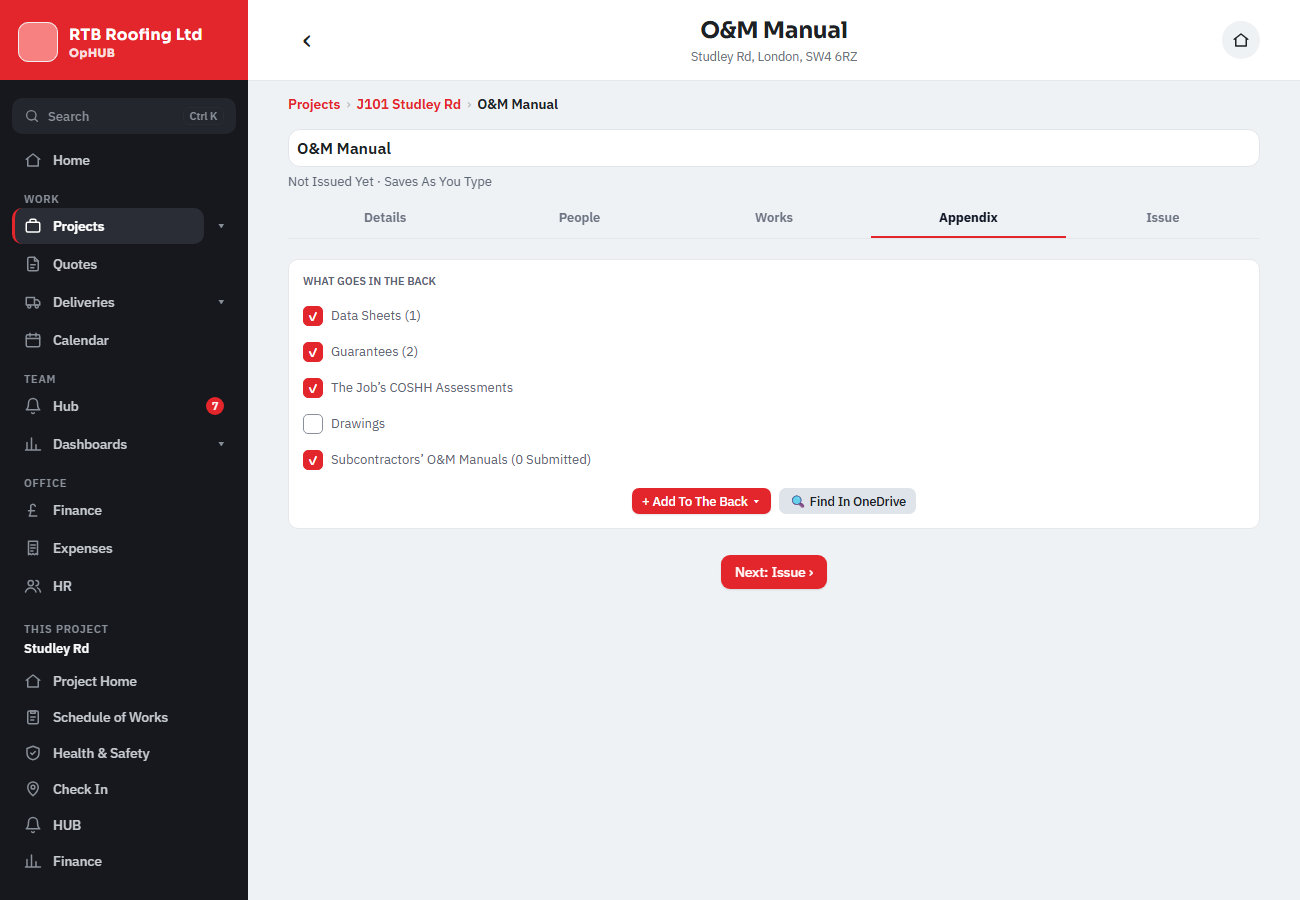 RTB Roofing Ltd
OpHUB
Search Ctrl K
Home
WORK
Projects
Quotes
Deliveries
Calendar
TEAM
Hub 7
Dashboards
OFFICE
Finance
Expenses
HR
THIS PROJECT
Studley Rd
Project Home
Schedule of Works
Health & Safety
Check In
HUB
Finance
O&M Manual
Studley Rd, London, SW4 6RZ
Projects › J101 Studley Rd › O&M Manual
O&M Manual
Not Issued Yet · Saves As You Type
Details People Works Appendix Issue
WHAT GOES IN THE BACK
Data Sheets (1)
Guarantees (2)
The Job’s COSHH Assessments
Drawings
Subcontractors’ O&M Manuals (0 Submitted)
+ Add To The Back Find In OneDrive
Next: Issue ›